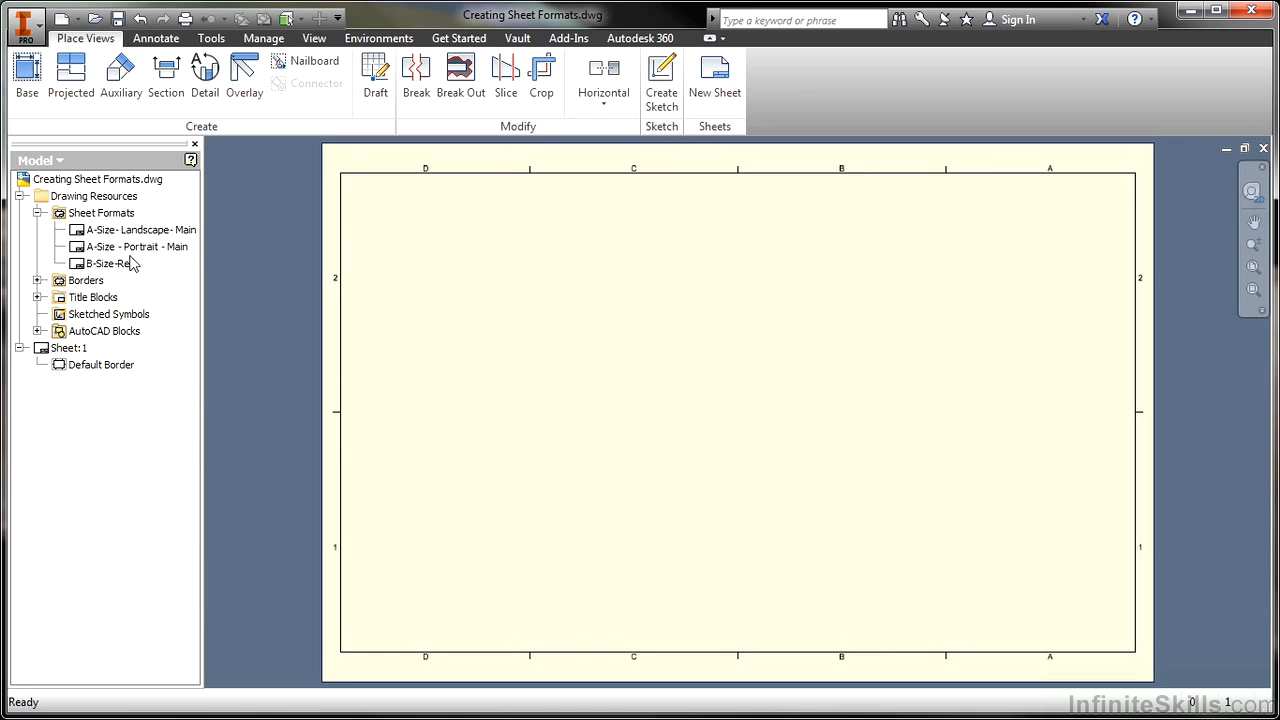 Creating Sheet Formats.dwg
Type a keyword or phrase
Sign In
PRO
Place Views Annotate Tools Manage View Environments Get Started Vault Add-Ins Autodesk 360
Base Projected Auxiliary Section Detail Overlay
Nailboard
Connector
Draft
Break Break Out Slice Crop
Horizontal
Create Sketch
New Sheet
Create Modify Sketch Sheets
Model
Creating Sheet Formats.dwg
Drawing Resources
Sheet Formats
A-Size- Landscape- Main
A-Size - Portrait - Main
B-Size-Re
Borders
Title Blocks
Sketched Symbols
AutoCAD Blocks
Sheet:1
Default Border
D C B A
2 2
1 1
D C B A
2D
Ready
0 1
InfiniteSkills.com